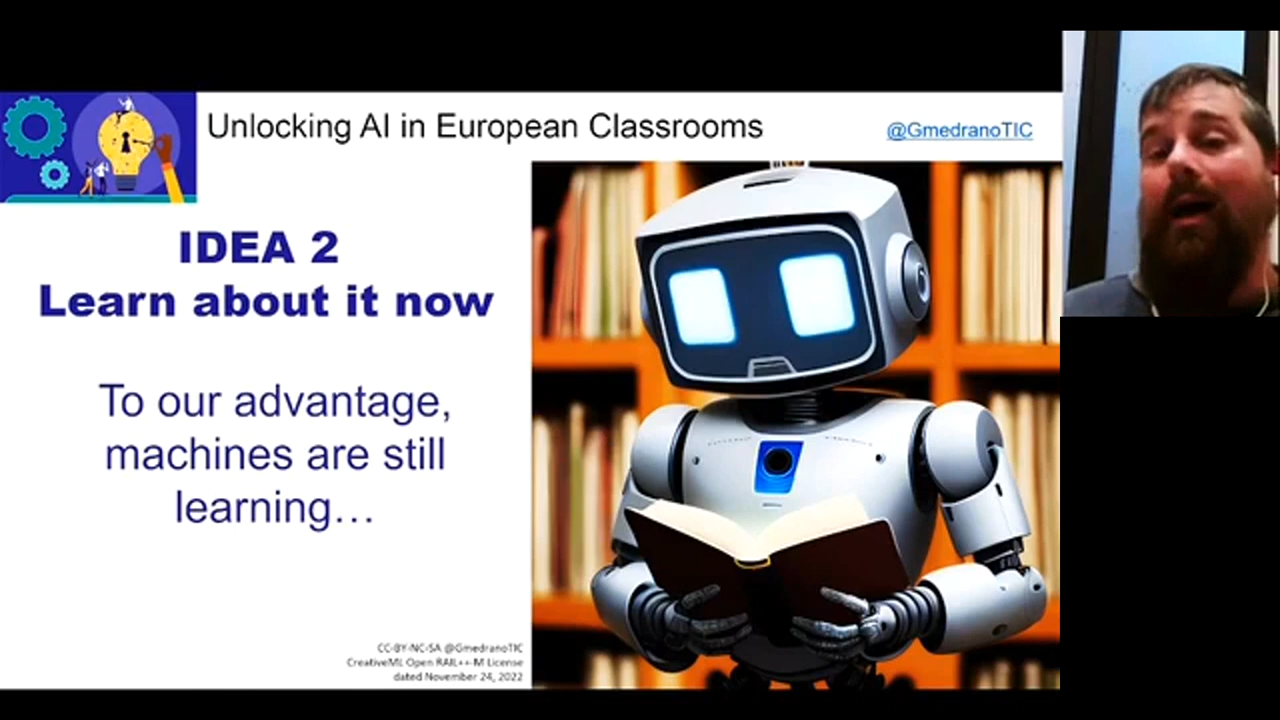 Unlocking AI in European Classrooms
@GmedranoTIC
IDEA 2
Learn about it now
To our advantage,
machines are still
learning…
CC-BY-NC-SA @GmedranoTIC
CreativeML Open RAIL++-M License
dated November 24, 2022